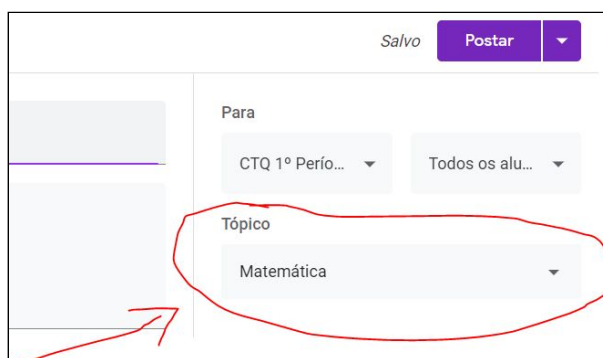 Salvo Postar
Para
CTQ 1º Perío... Todos os alu...
Tópico
Matemática